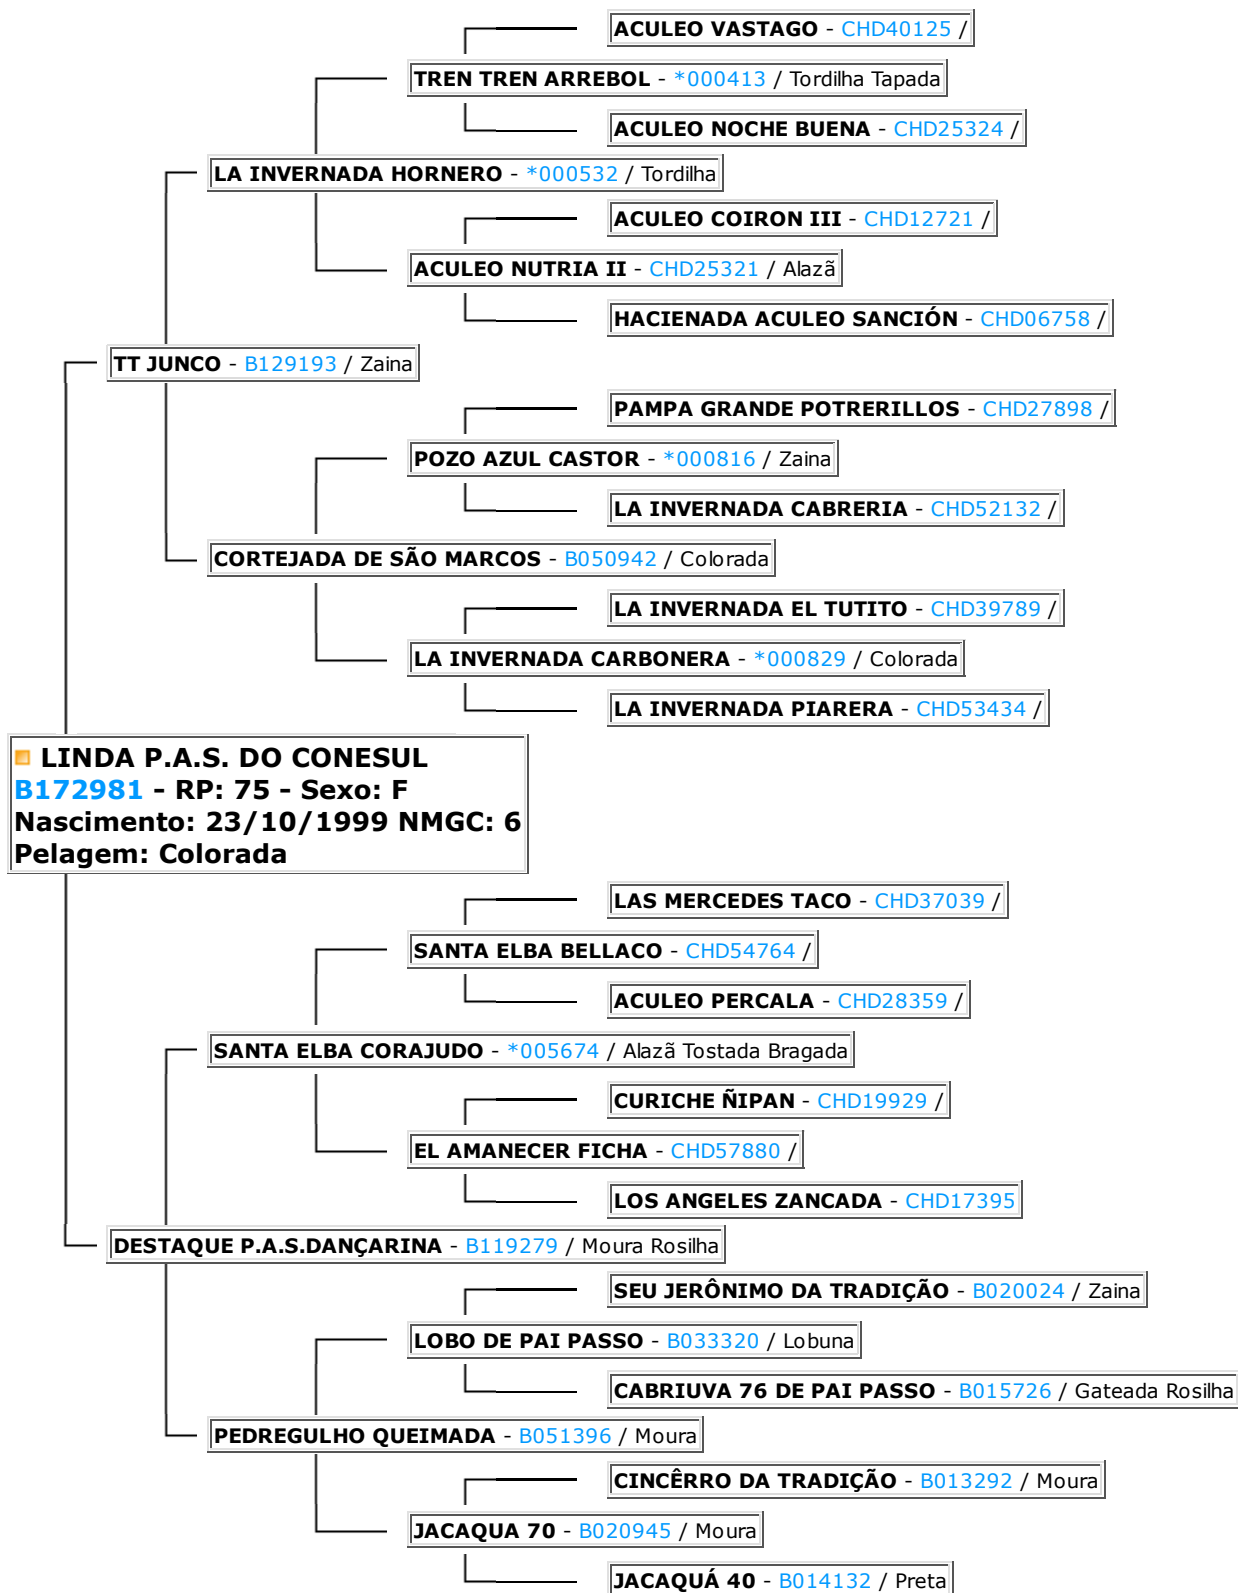 ACULEO VASTAGO - CHD40125 /
TREN TREN ARREBOL - *000413 / Tordilha Tapada
ACULEO NOCHE BUENA - CHD25324 /
LA INVERNADA HORNERO - *000532 / Tordilha
ACULEO COIRON III - CHD12721 /
ACULEO NUTRIA II - CHD25321 / Alazã
HACIENADA ACULEO SANCIÓN - CHD06758 /
TT JUNCO - B129193 / Zaina
PAMPA GRANDE POTRERILLOS - CHD27898 /
POZO AZUL CASTOR - *000816 / Zaina
LA INVERNADA CABRERIA - CHD52132 /
CORTEJADA DE SÃO MARCOS - B050942 / Colorada
LA INVERNADA EL TUTITO - CHD39789 /
LA INVERNADA CARBONERA - *000829 / Colorada
LA INVERNADA PIARERA - CHD53434 /
LINDA P.A.S. DO CONESUL
B172981 - RP: 75 - Sexo: F
Nascimento: 23/10/1999 NMGC: 6
Pelagem: Colorada
LAS MERCEDES TACO - CHD37039 /
SANTA ELBA BELLACO - CHD54764 /
ACULEO PERCALA - CHD28359 /
SANTA ELBA CORAJUDO - *005674 / Alazã Tostada Bragada
CURICHE ÑIPAN - CHD19929 /
EL AMANECER FICHA - CHD57880 /
LOS ANGELES ZANCADA - CHD17395
DESTAQUE P.A.S.DANÇARINA - B119279 / Moura Rosilha
SEU JERÔNIMO DA TRADIÇÃO - B020024 / Zaina
LOBO DE PAI PASSO - B033320 / Lobuna
CABRIUVA 76 DE PAI PASSO - B015726 / Gateada Rosilha
PEDREGULHO QUEIMADA - B051396 / Moura
CINCÊRRO DA TRADIÇÃO - B013292 / Moura
JACAQUA 70 - B020945 / Moura
JACAQUÁ 40 - B014132 / Preta